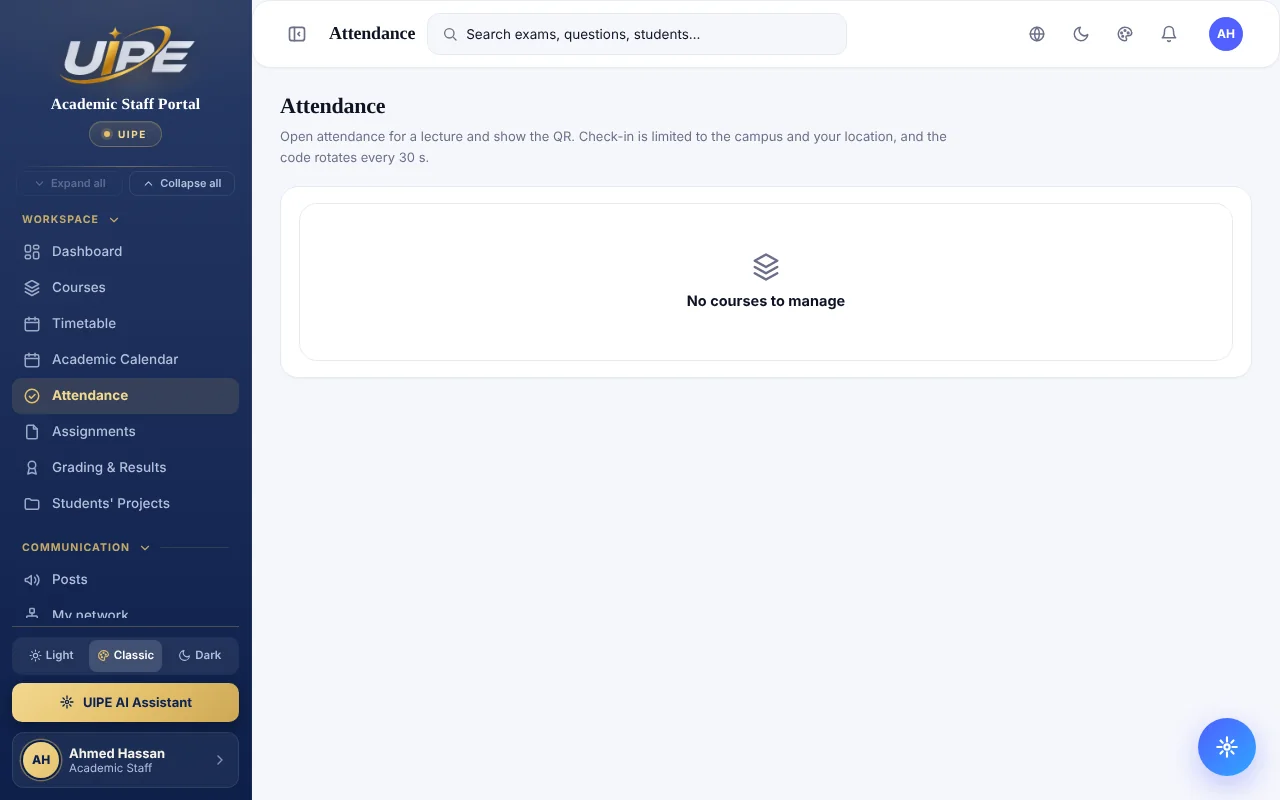 UIPE
Academic Staff Portal
UIPE
Expand all
Collapse all
WORKSPACE
Dashboard
Courses
Timetable
Academic Calendar
Attendance
Assignments
Grading & Results
Students' Projects
COMMUNICATION
Posts
My network
Light
Classic
Dark
UIPE AI Assistant
AH
Ahmed Hassan
Academic Staff
Attendance
Search exams, questions, students...
AH
Attendance
Open attendance for a lecture and show the QR. Check-in is limited to the campus and your location, and the
code rotates every 30 s.
No courses to manage